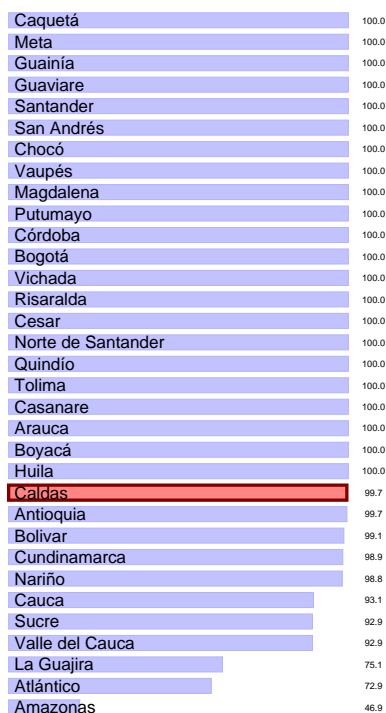 Caquetá 100.0
Meta 100.0
Guainía 100.0
Guaviare 100.0
Santander 100.0
San Andrés 100.0
Chocó 100.0
Vaupés 100.0
Magdalena 100.0
Putumayo 100.0
Córdoba 100.0
Bogotá 100.0
Vichada 100.0
Risaralda 100.0
Cesar 100.0
Norte de Santander 100.0
Quindío 100.0
Tolima 100.0
Casanare 100.0
Arauca 100.0
Boyacá 100.0
Huila 100.0
Caldas 99.7
Antioquia 99.7
Bolivar 99.1
Cundinamarca 98.9
Nariño 98.8
Cauca 93.1
Sucre 92.9
Valle del Cauca 92.9
La Guajira 75.1
Atlántico 72.9
Amazonas 46.9